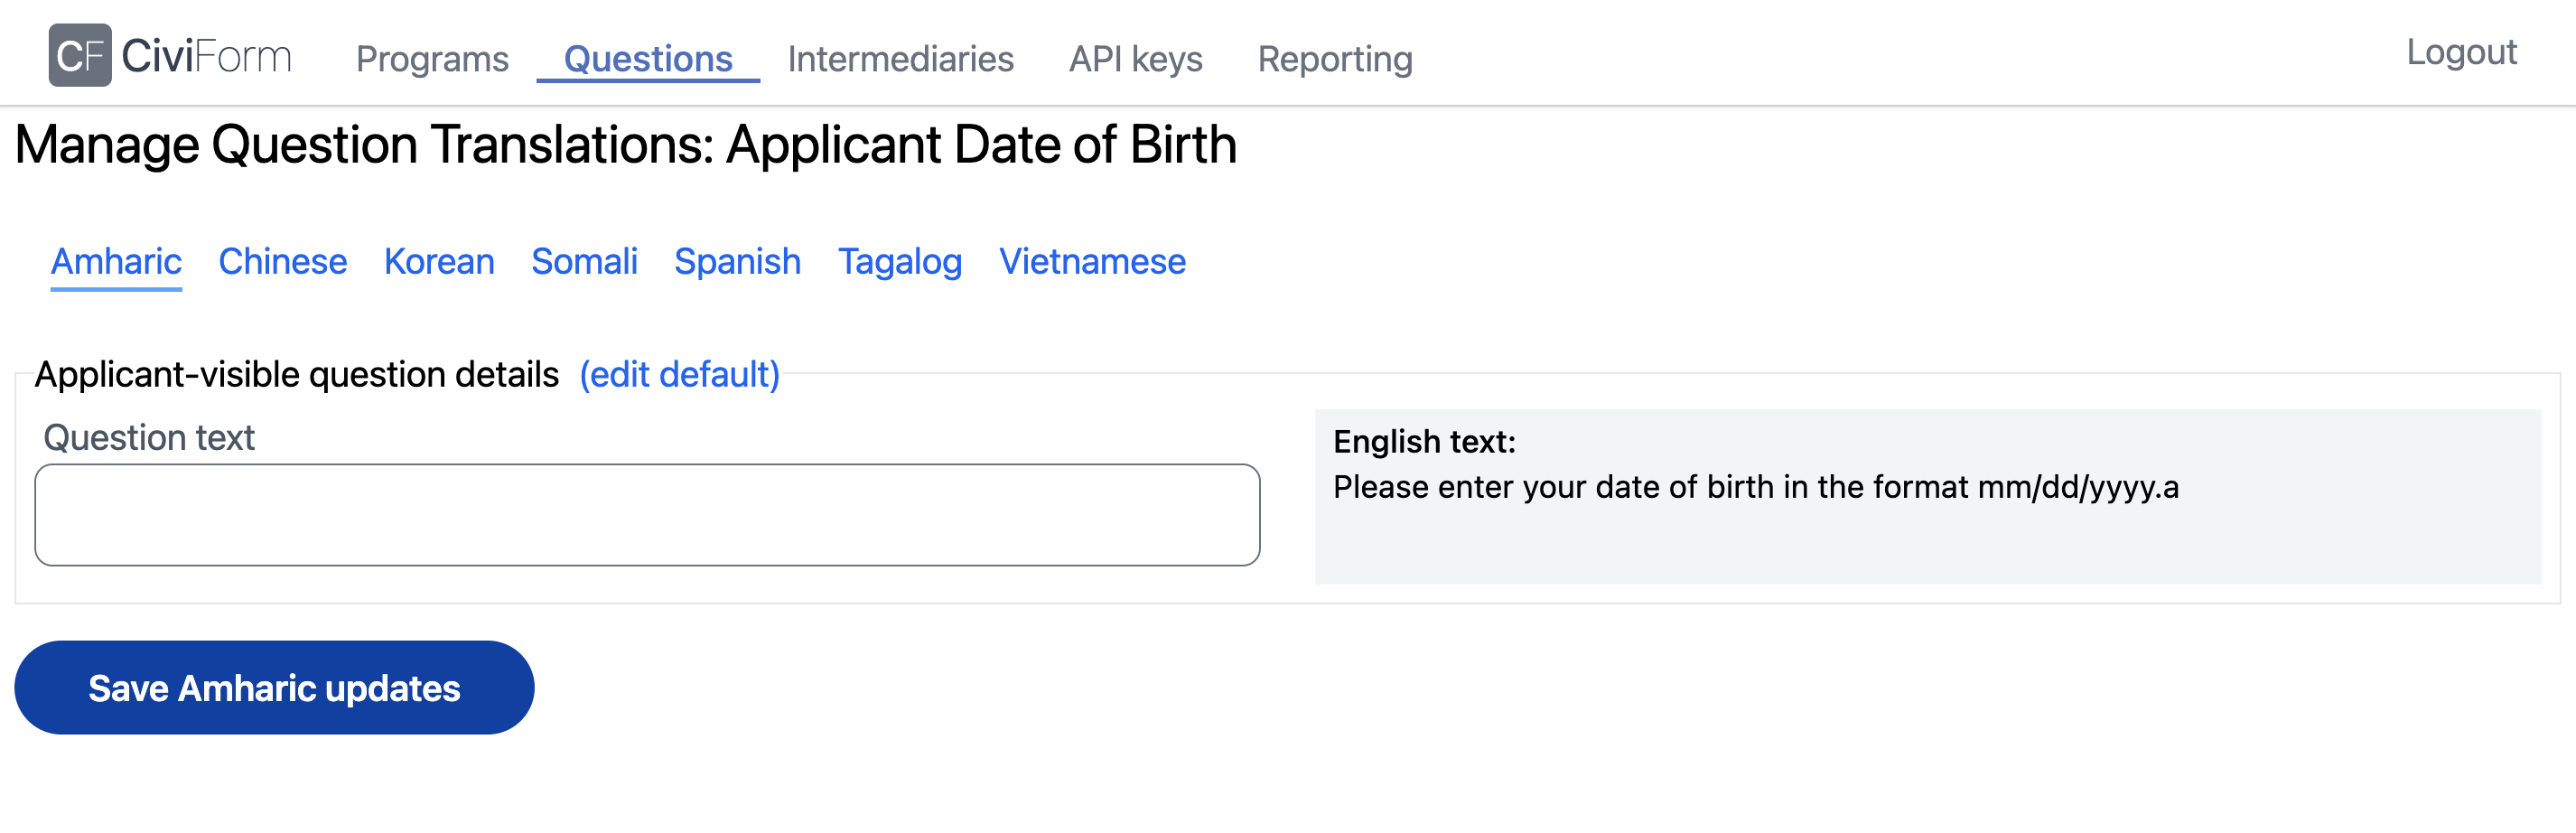 CF CiviForm Programs Questions Intermediaries API keys Reporting Logout
Manage Question Translations: Applicant Date of Birth
Amharic Chinese Korean Somali Spanish Tagalog Vietnamese
Applicant-visible question details (edit default)
Question text
English text:
Please enter your date of birth in the format mm/dd/yyyy.a
Save Amharic updates